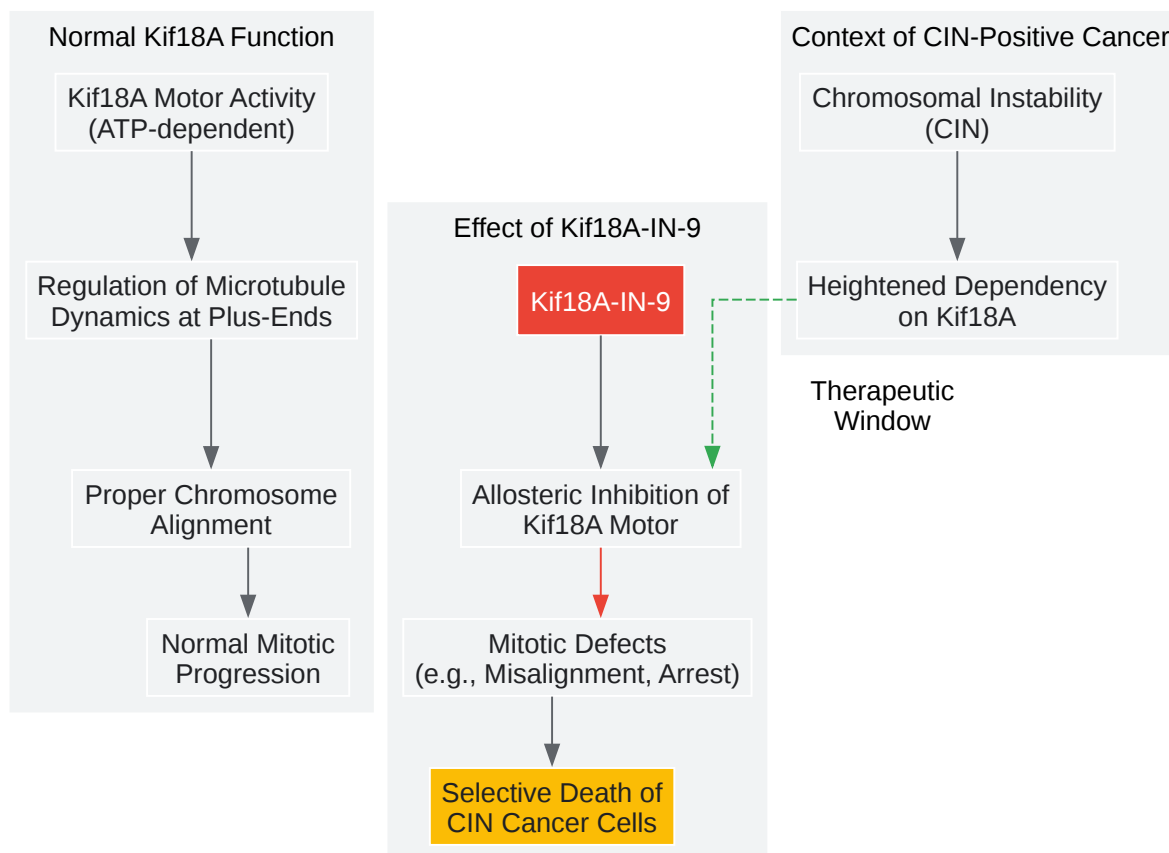 Normal Kif18A Function
Kif18A Motor Activity
(ATP-dependent)
Regulation of Microtubule
Dynamics at Plus-Ends
Proper Chromosome
Alignment
Normal Mitotic
Progression
Effect of Kif18A-IN-9
Kif18A-IN-9
Allosteric Inhibition of
Kif18A Motor
Mitotic Defects
(e.g., Misalignment, Arrest)
Selective Death of
CIN Cancer Cells
Context of CIN-Positive Cancer
Chromosomal Instability
(CIN)
Heightened Dependency
on Kif18A
Therapeutic
Window